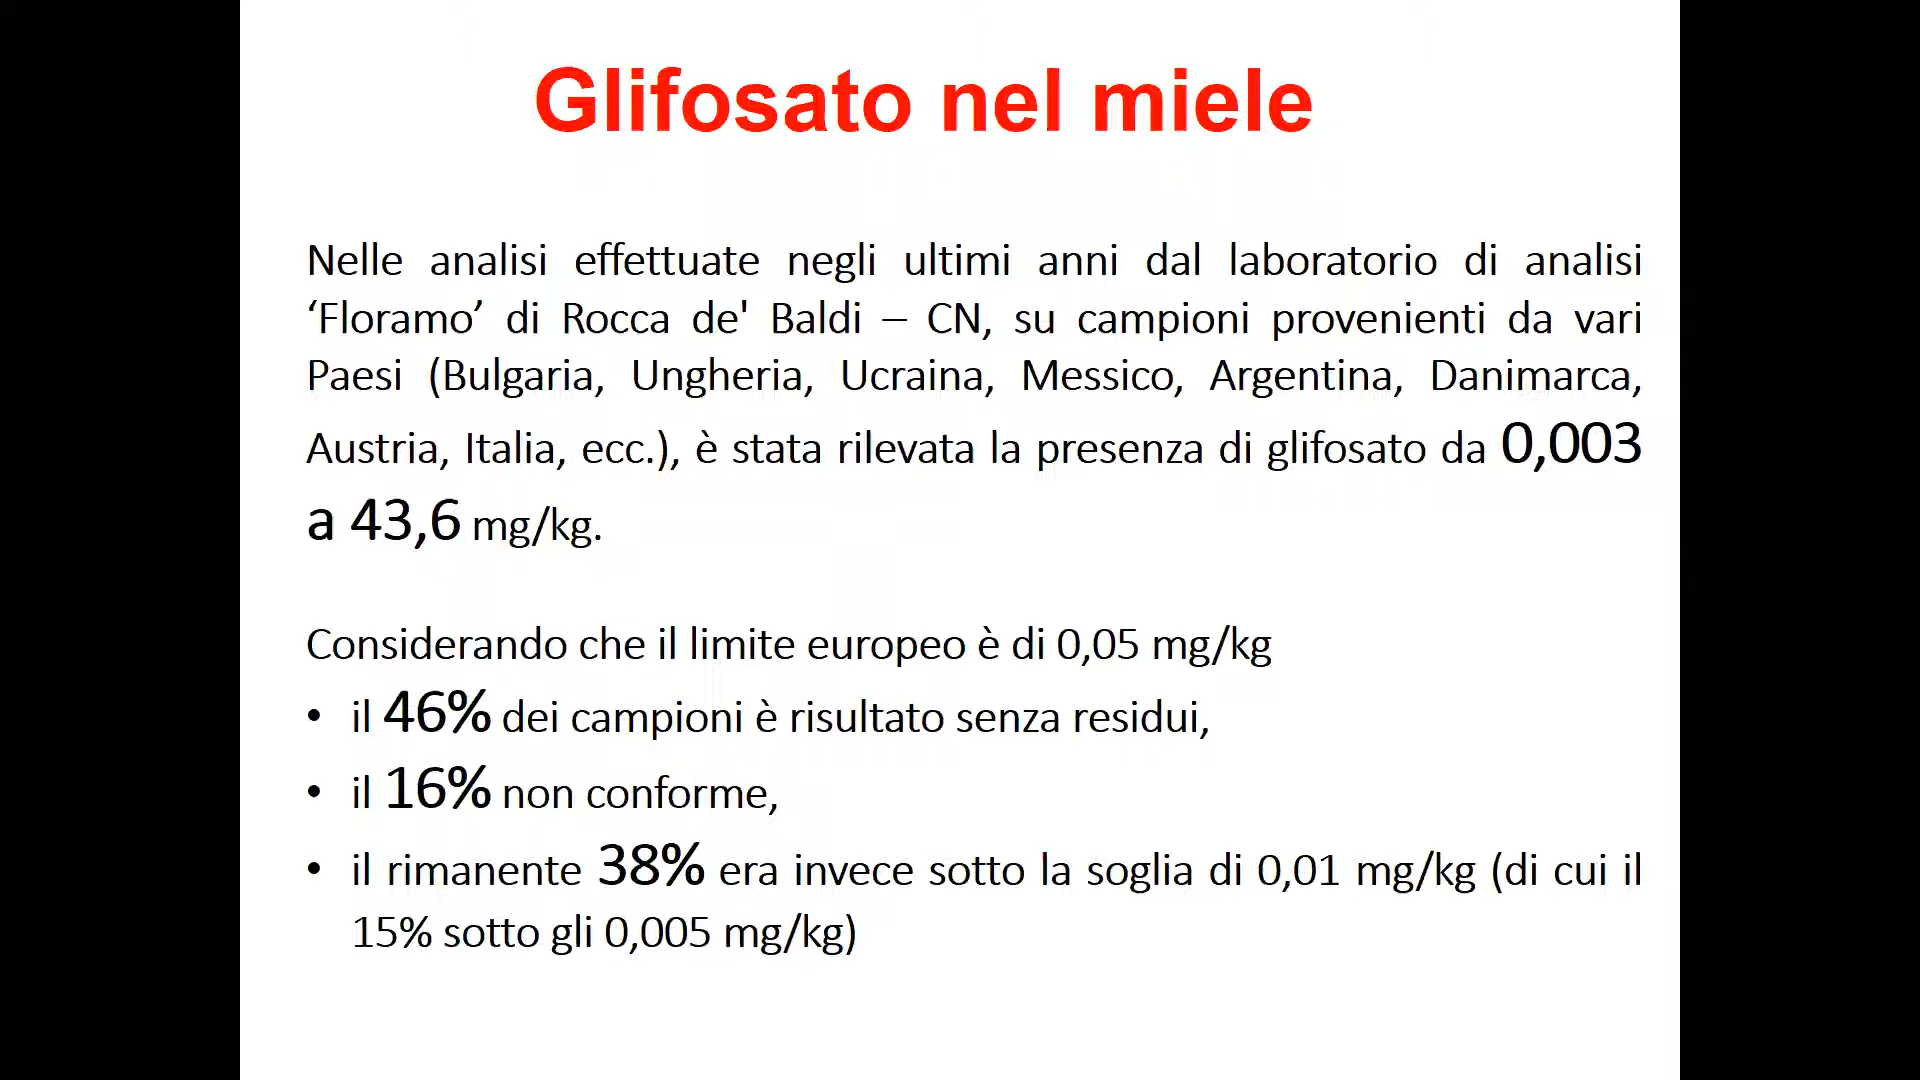 Glifosato nel miele
Nelle analisi effettuate negli ultimi anni dal laboratorio di analisi
‘Floramo’ di Rocca de' Baldi – CN, su campioni provenienti da vari
Paesi (Bulgaria, Ungheria, Ucraina, Messico, Argentina, Danimarca,
Austria, Italia, ecc.), è stata rilevata la presenza di glifosato da 0,003
a 43,6 mg/kg.
Considerando che il limite europeo è di 0,05 mg/kg
• il 46% dei campioni è risultato senza residui,
• il 16% non conforme,
• il rimanente 38% era invece sotto la soglia di 0,01 mg/kg (di cui il
15% sotto gli 0,005 mg/kg)